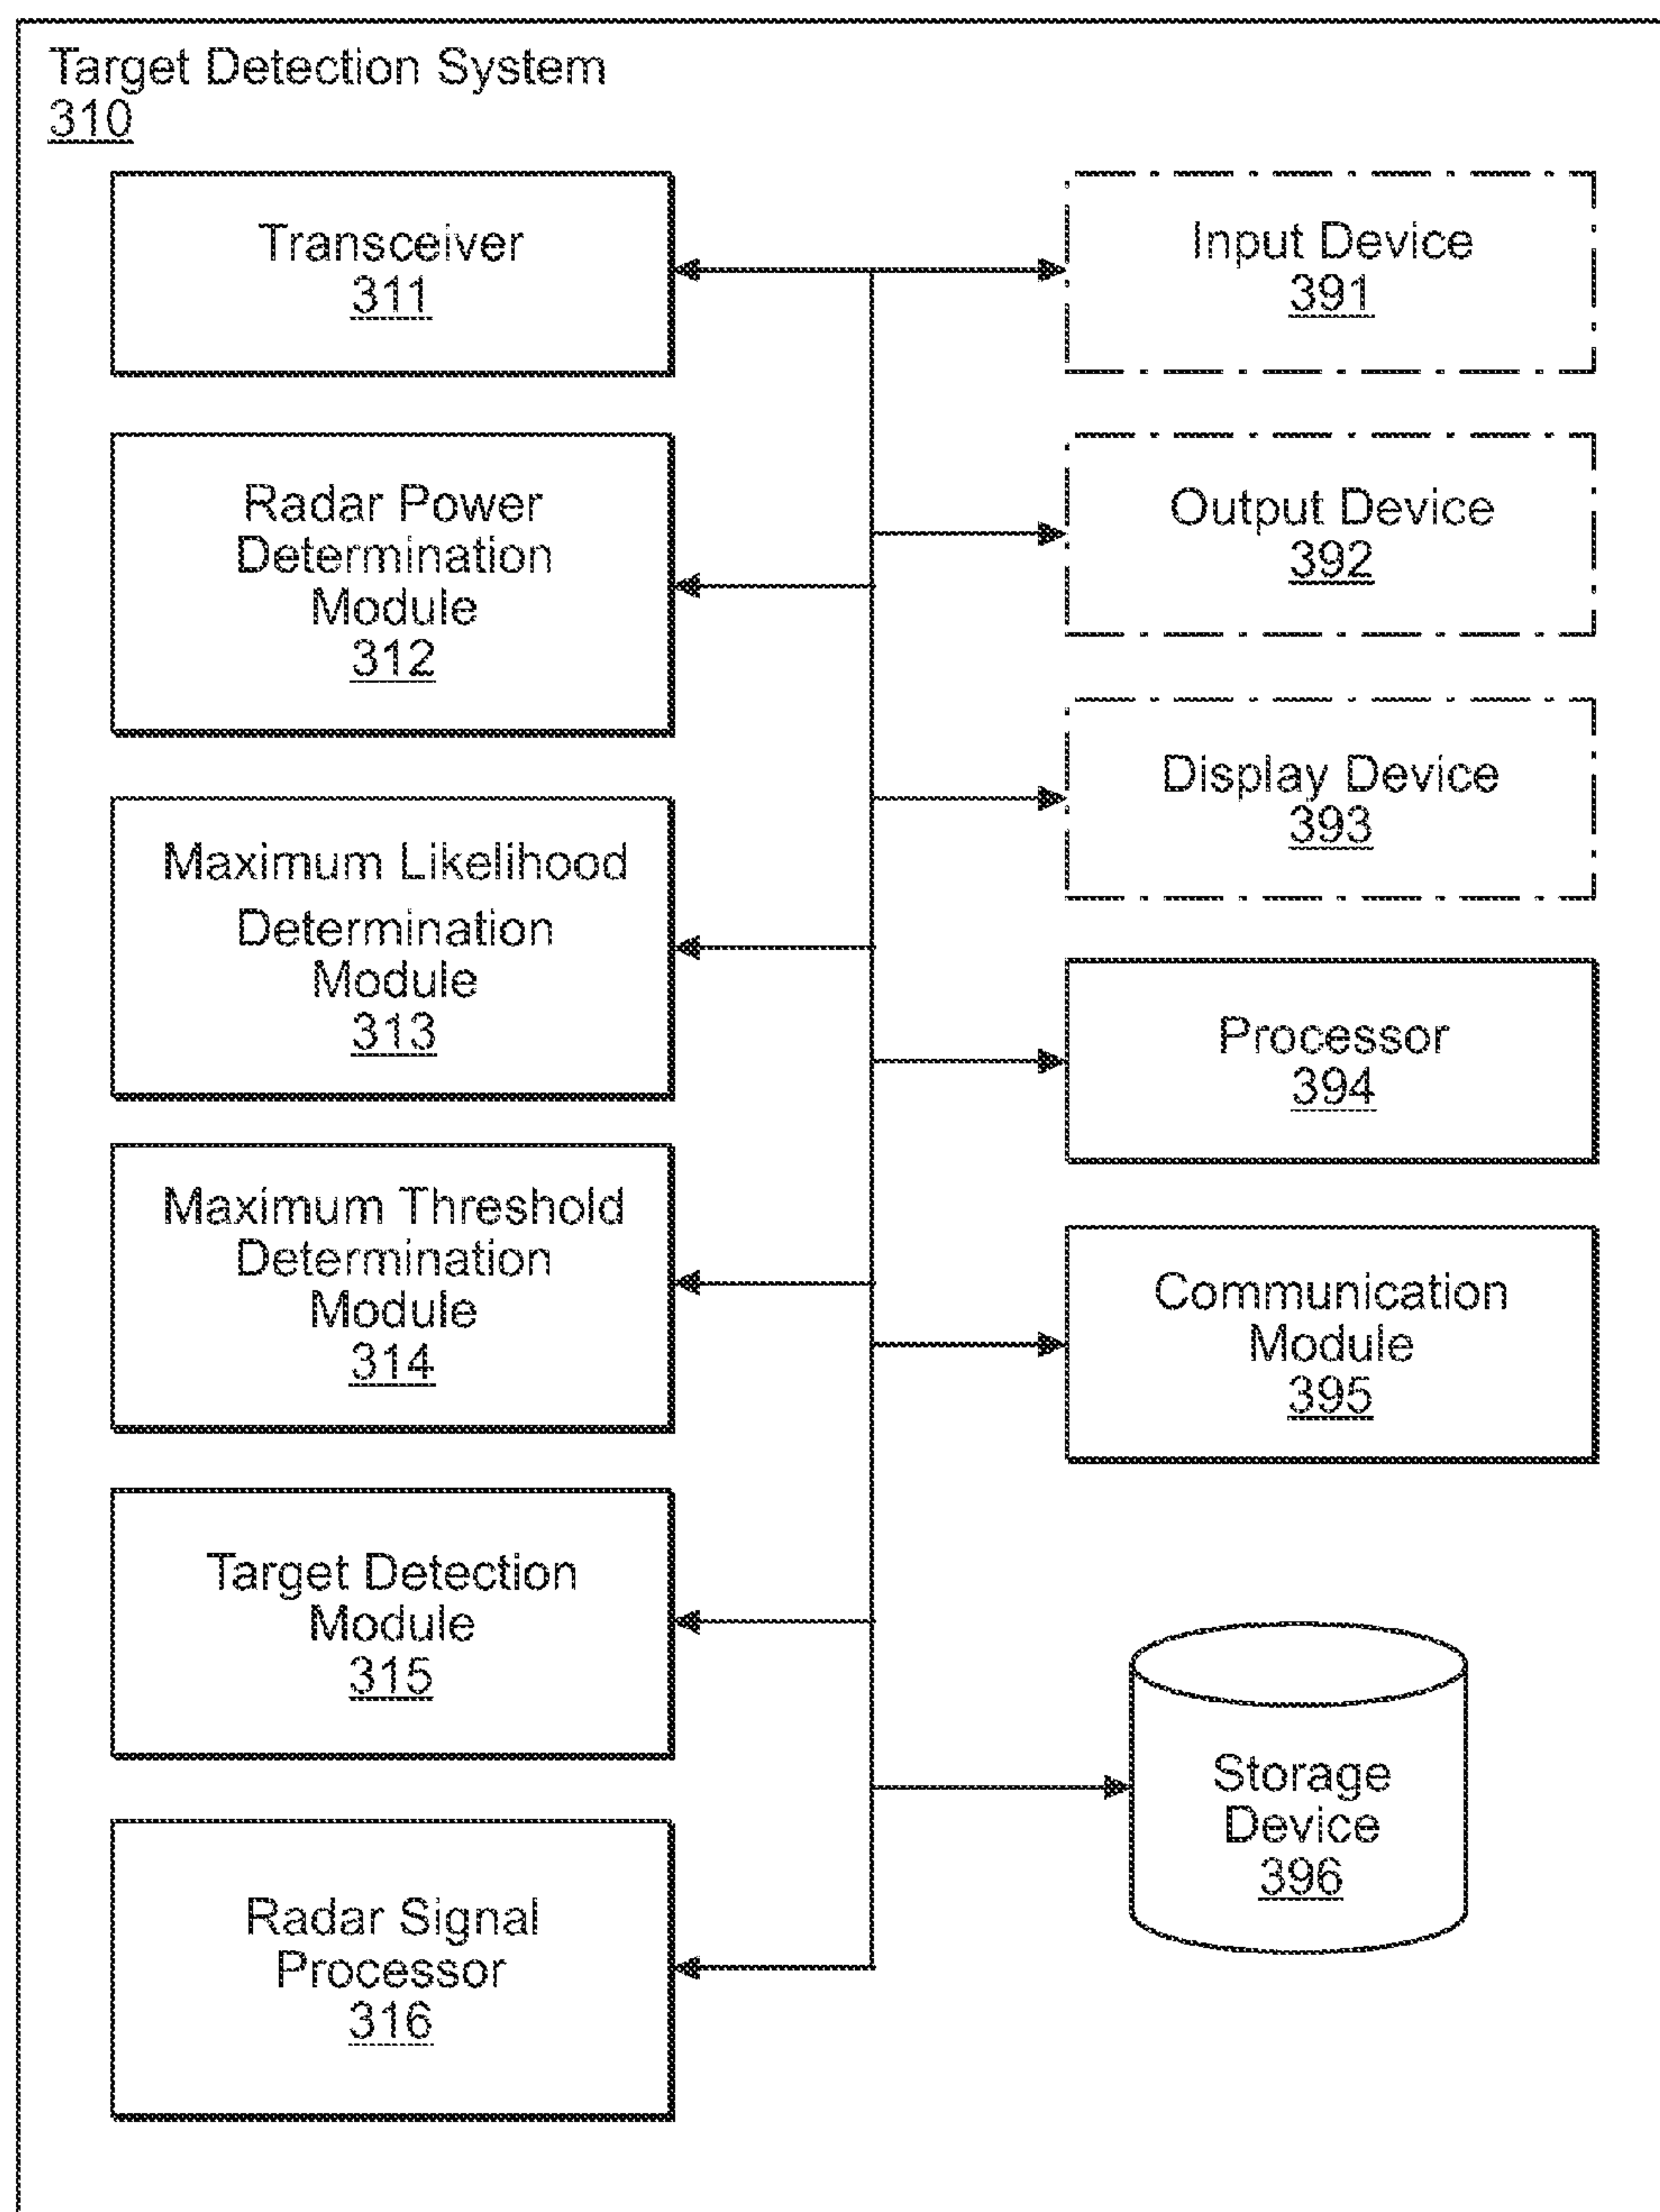 Target Detection System
310
Transceiver
311
Radar Power
Determination
Module
312
Maximum Likelihood
Determination
Module
313
Maximum Threshold
Determination
Module
314
Target Detection
Module
315
Radar Signal
Processor
316
Input Device
391
Output Device
392
Display Device
393
Processor
394
Communication
Module
395
Storage
Device
396